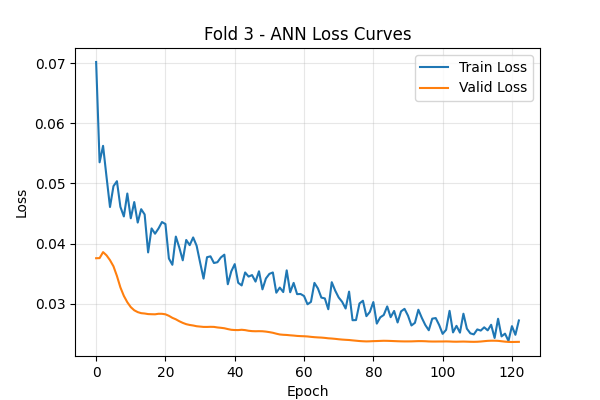 Fold 3 - ANN Loss Curves
Train Loss
Valid Loss
Loss
0.07
0.06
0.05
0.04
0.03
0 20 40 60 80 100 120
Epoch